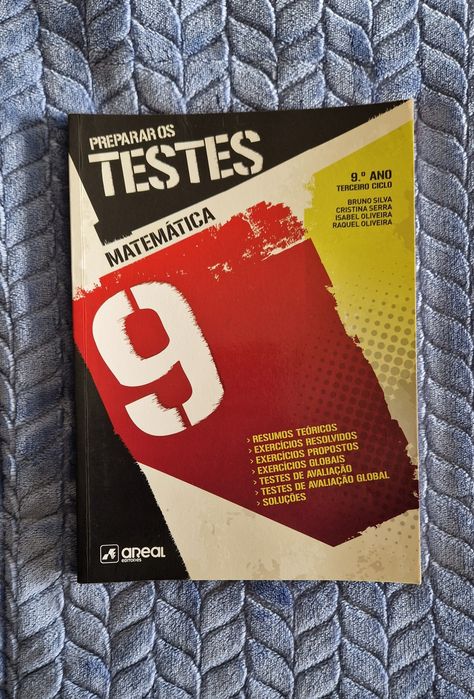 PREPARAR OS
TESTES
MATEMÁTICA
9.º ANO
TERCEIRO CICLO
BRUNO SILVA
CRISTINA SERRA
ISABEL OLIVEIRA
RAQUEL OLIVEIRA
9
> RESUMOS TEÓRICOS
> EXERCÍCIOS RESOLVIDOS
> EXERCÍCIOS PROPOSTOS
> EXERCÍCIOS GLOBAIS
> TESTES DE AVALIAÇÃO
> TESTES DE AVALIAÇÃO GLOBAL
> SOLUÇÕES
areal
EDITORES